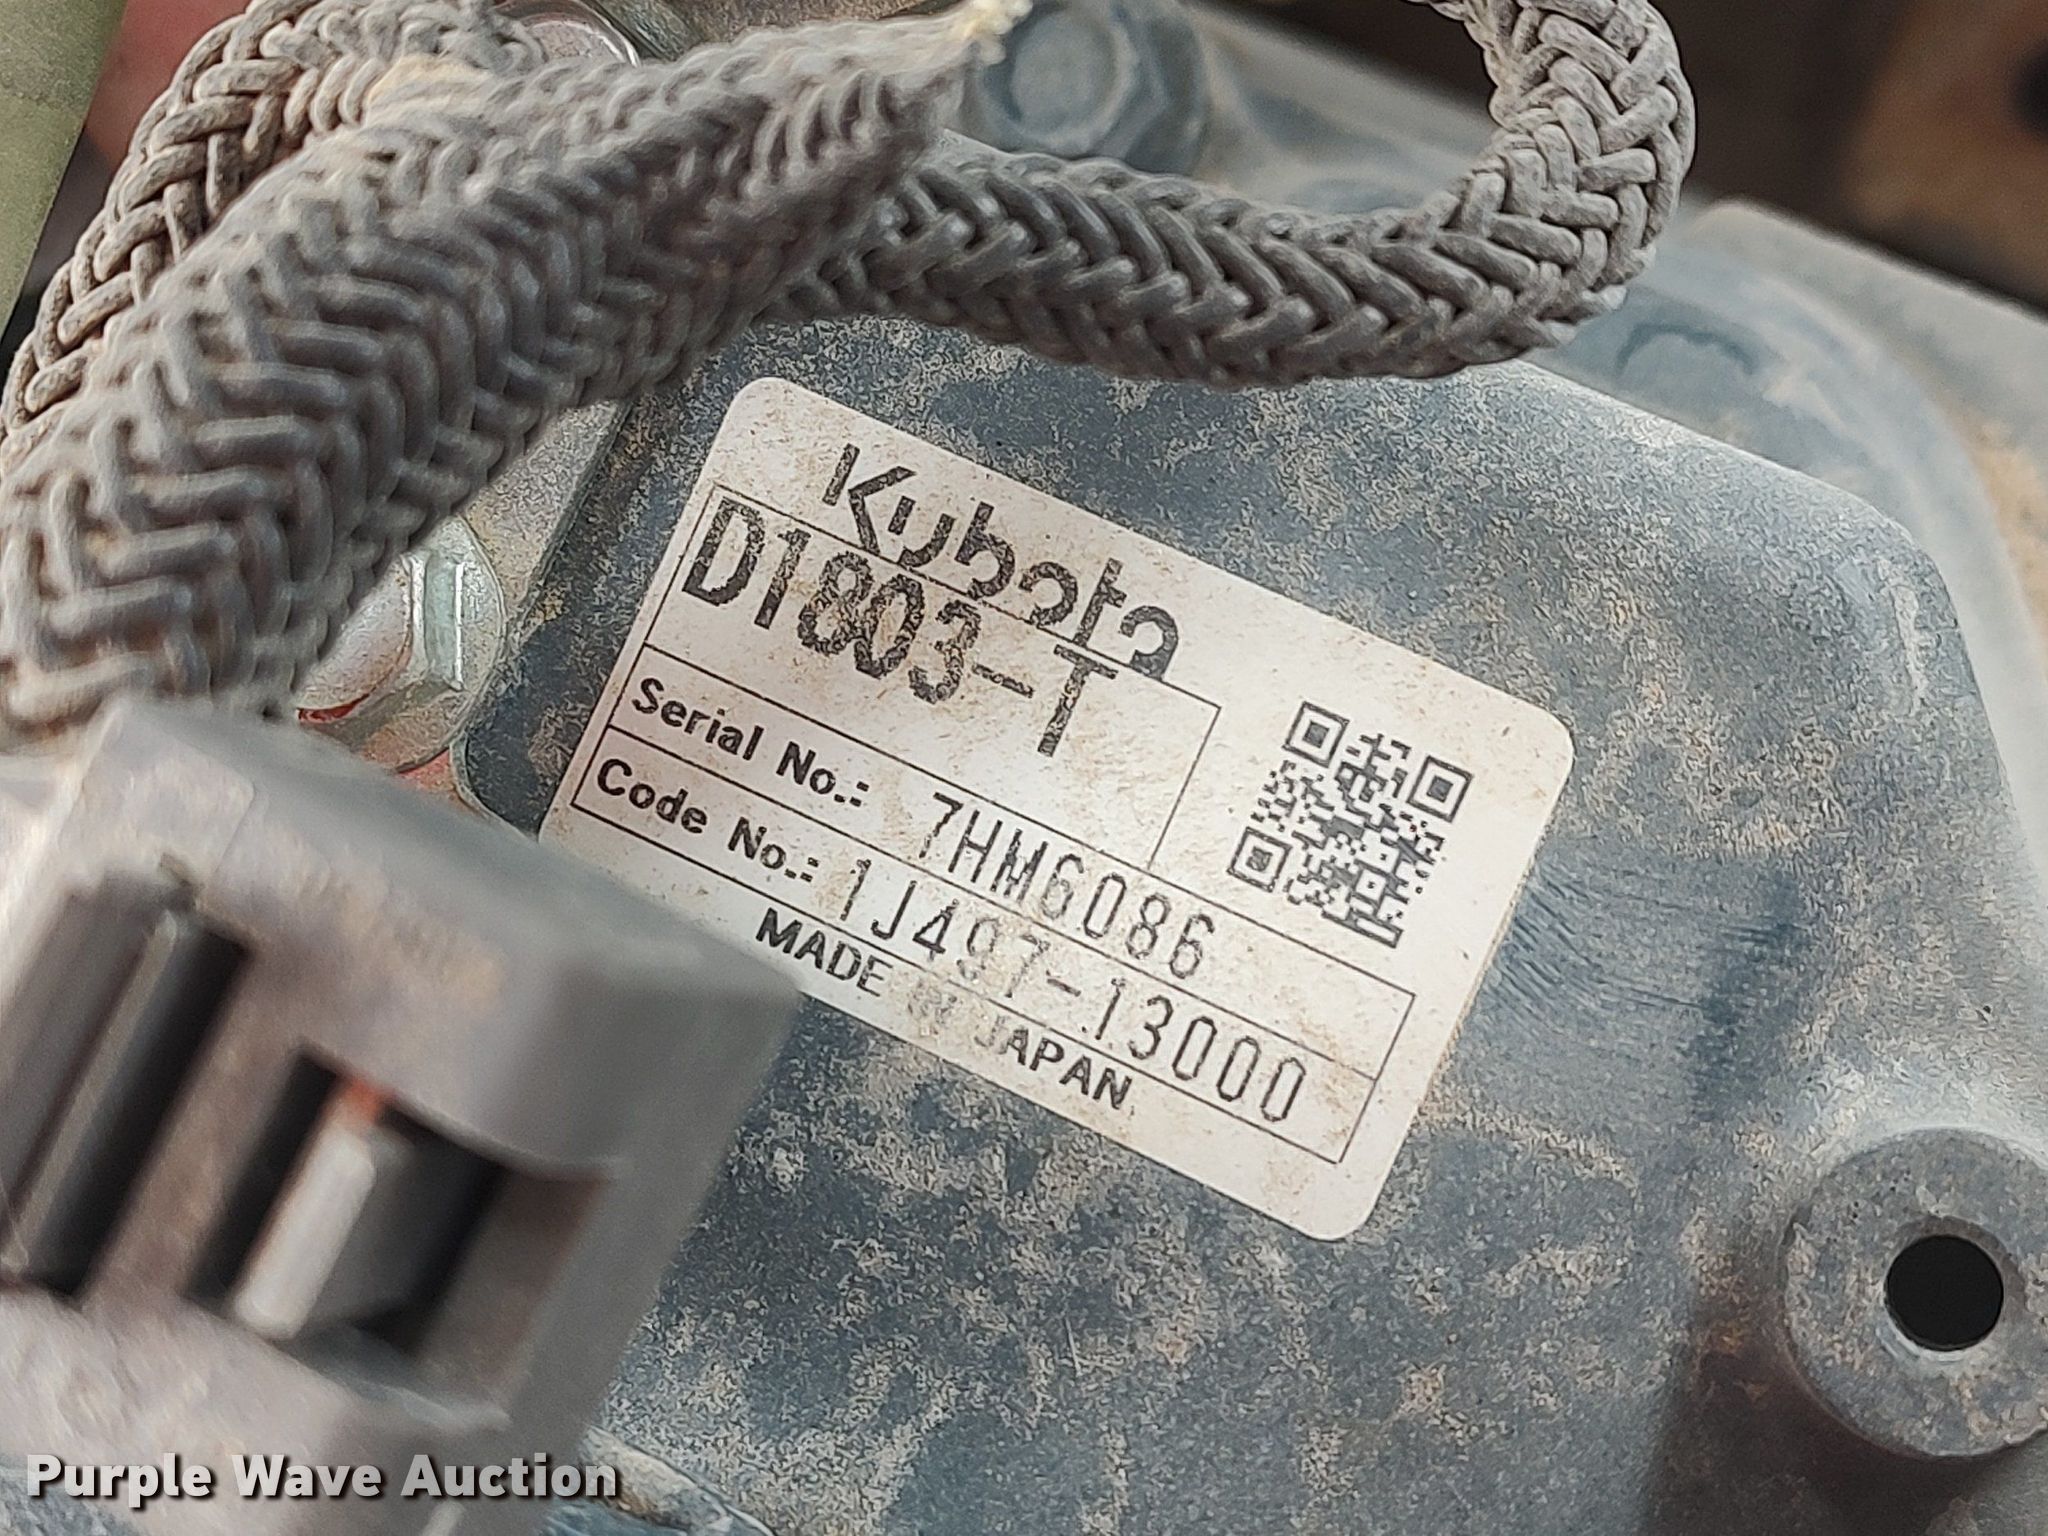 Kubota
D1803-T
Serial No.: 7HM6086
Code No.: 1J497-13000
MADE IN JAPAN
Purple Wave Auction